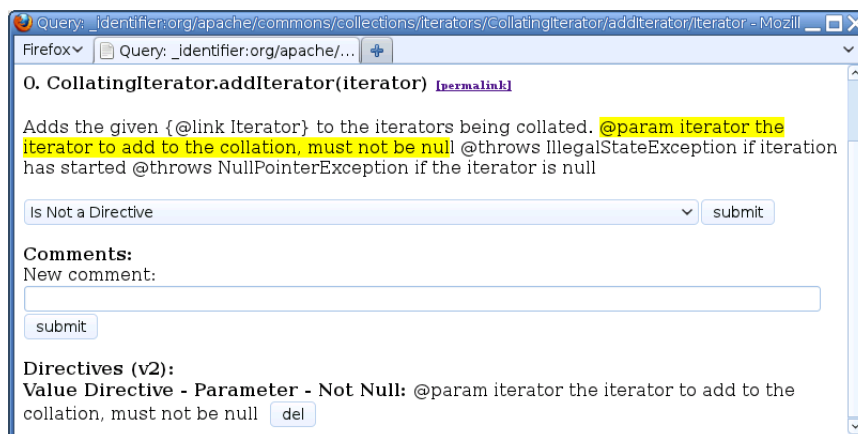 Query: _identifier:org/apache/commons/collections/iterators/CollatingIterator/addIterator/Iterator - Mozill
Firefox
Query: _identifier:org/apache/...
0. CollatingIterator.addIterator(iterator) [permalink]
Adds the given {@link Iterator} to the iterators being collated. @param iterator the
iterator to add to the collation, must not be null @throws IllegalStateException if iteration
has started @throws NullPointerException if the iterator is null
Is Not a Directive submit
Comments:
New comment:
submit
Directives (v2):
Value Directive - Parameter - Not Null: @param iterator the iterator to add to the
collation, must not be null del